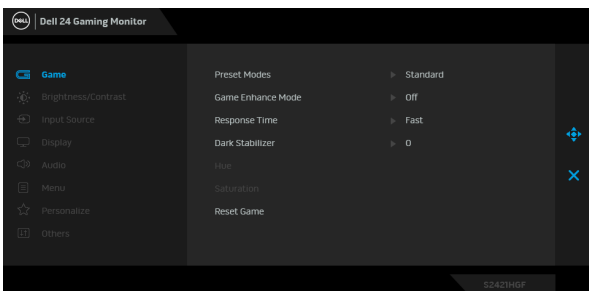 DELL
Dell 24 Gaming Monitor
Game
Brightness/Contrast
Input Source
Display
Audio
Menu
Personalize
Others
Preset Modes Standard
Game Enhance Mode Off
Response Time Fast
Dark Stabilizer 0
Hue
Saturation
Reset Game
S2421HGF